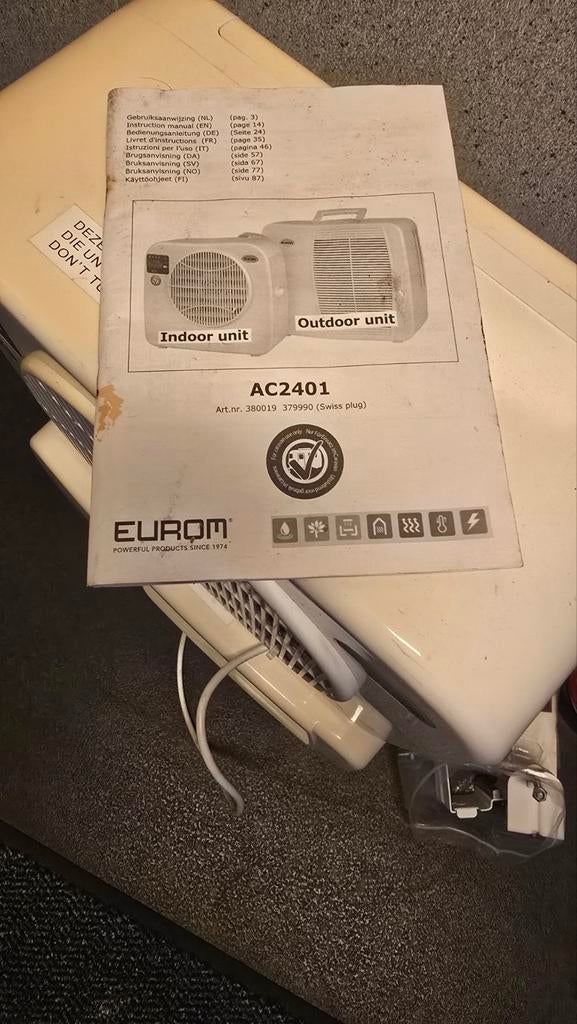 Gebruiksaanwijzing (NL) (pag. 3)
Instruction manual (EN) (page 14)
Bedienungsanleitung (DE) (Seite 24)
Livret d'instructions (FR) (page 35)
Istruzioni per l'uso (IT) (pagina 46)
Brugsanvisning (DA) (side 57)
Bruksanvisning (SV) (sida 67)
Bruksanvisning (NO) (side 77)
Käyttöohjeet (FI) (sivu 87)
DEZE
DIE UN
DON'T TU
Indoor unit
Outdoor unit
AC2401
Art.nr. 380019 379990 (Swiss plug)
EUROM
POWERFUL PRODUCTS SINCE 1974